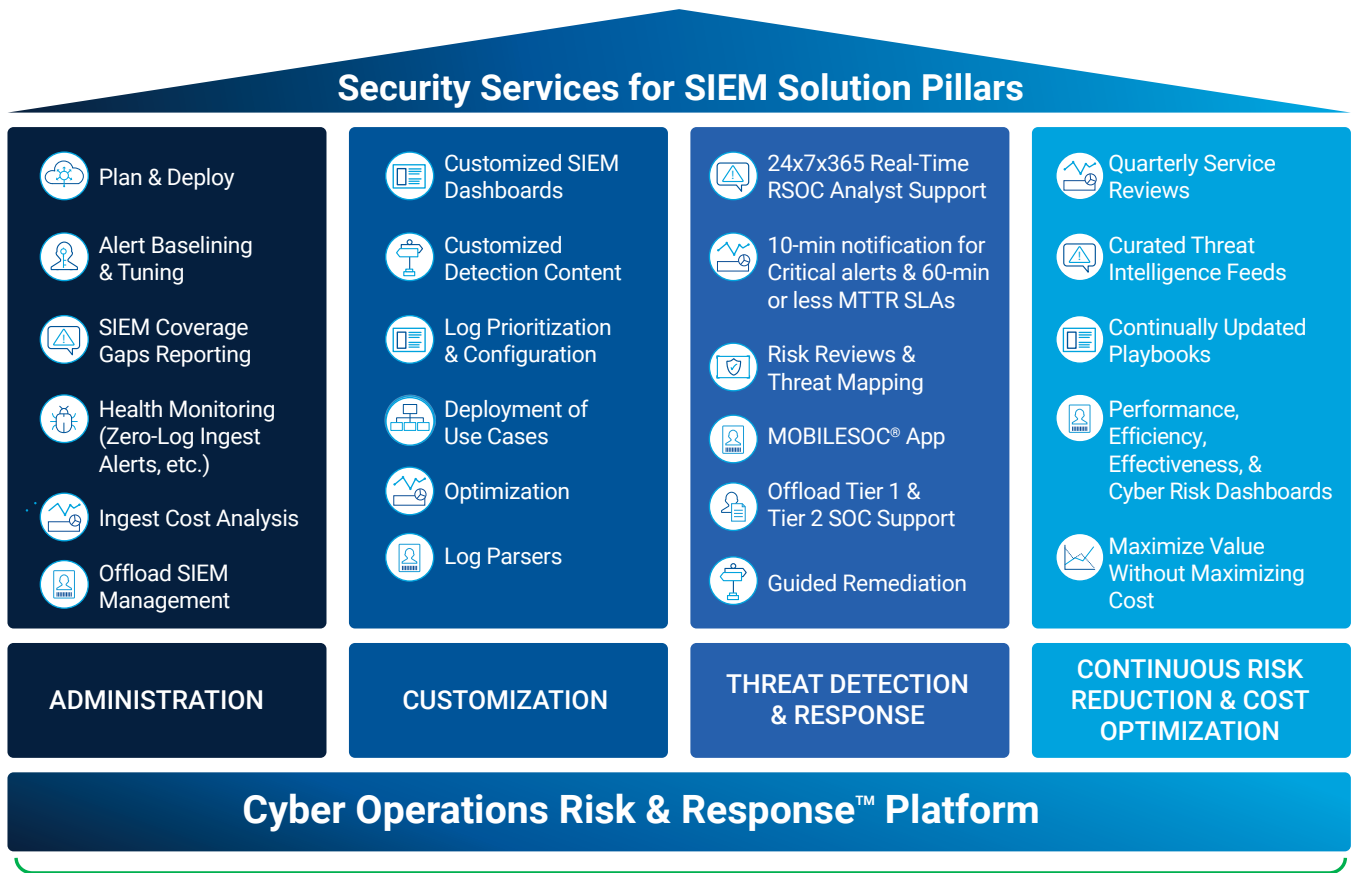 Security Services for SIEM Solution Pillars
Plan & Deploy
Alert Baselining
& Tuning
SIEM Coverage
Gaps Reporting
Health Monitoring
(Zero-Log Ingest
Alerts, etc.)
Ingest Cost Analysis
Offload SIEM
Management
ADMINISTRATION
Customized SIEM
Dashboards
Customized
Detection Content
Log Prioritization
& Configuration
Deployment of
Use Cases
Optimization
Log Parsers
CUSTOMIZATION
24x7x365 Real-Time
RSOC Analyst Support
10-min notification for
Critical alerts & 60-min
or less MTTR SLAs
Risk Reviews &
Threat Mapping
MOBILESOC® App
Offload Tier 1 &
Tier 2 SOC Support
Guided Remediation
THREAT DETECTION
& RESPONSE
Quarterly Service
Reviews
Curated Threat
Intelligence Feeds
Continually Updated
Playbooks
Performance,
Efficiency,
Effectiveness, &
Cyber Risk Dashboards
Maximize Value
Without Maximizing
Cost
CONTINUOUS RISK
REDUCTION & COST
OPTIMIZATION
Cyber Operations Risk & Response™ Platform